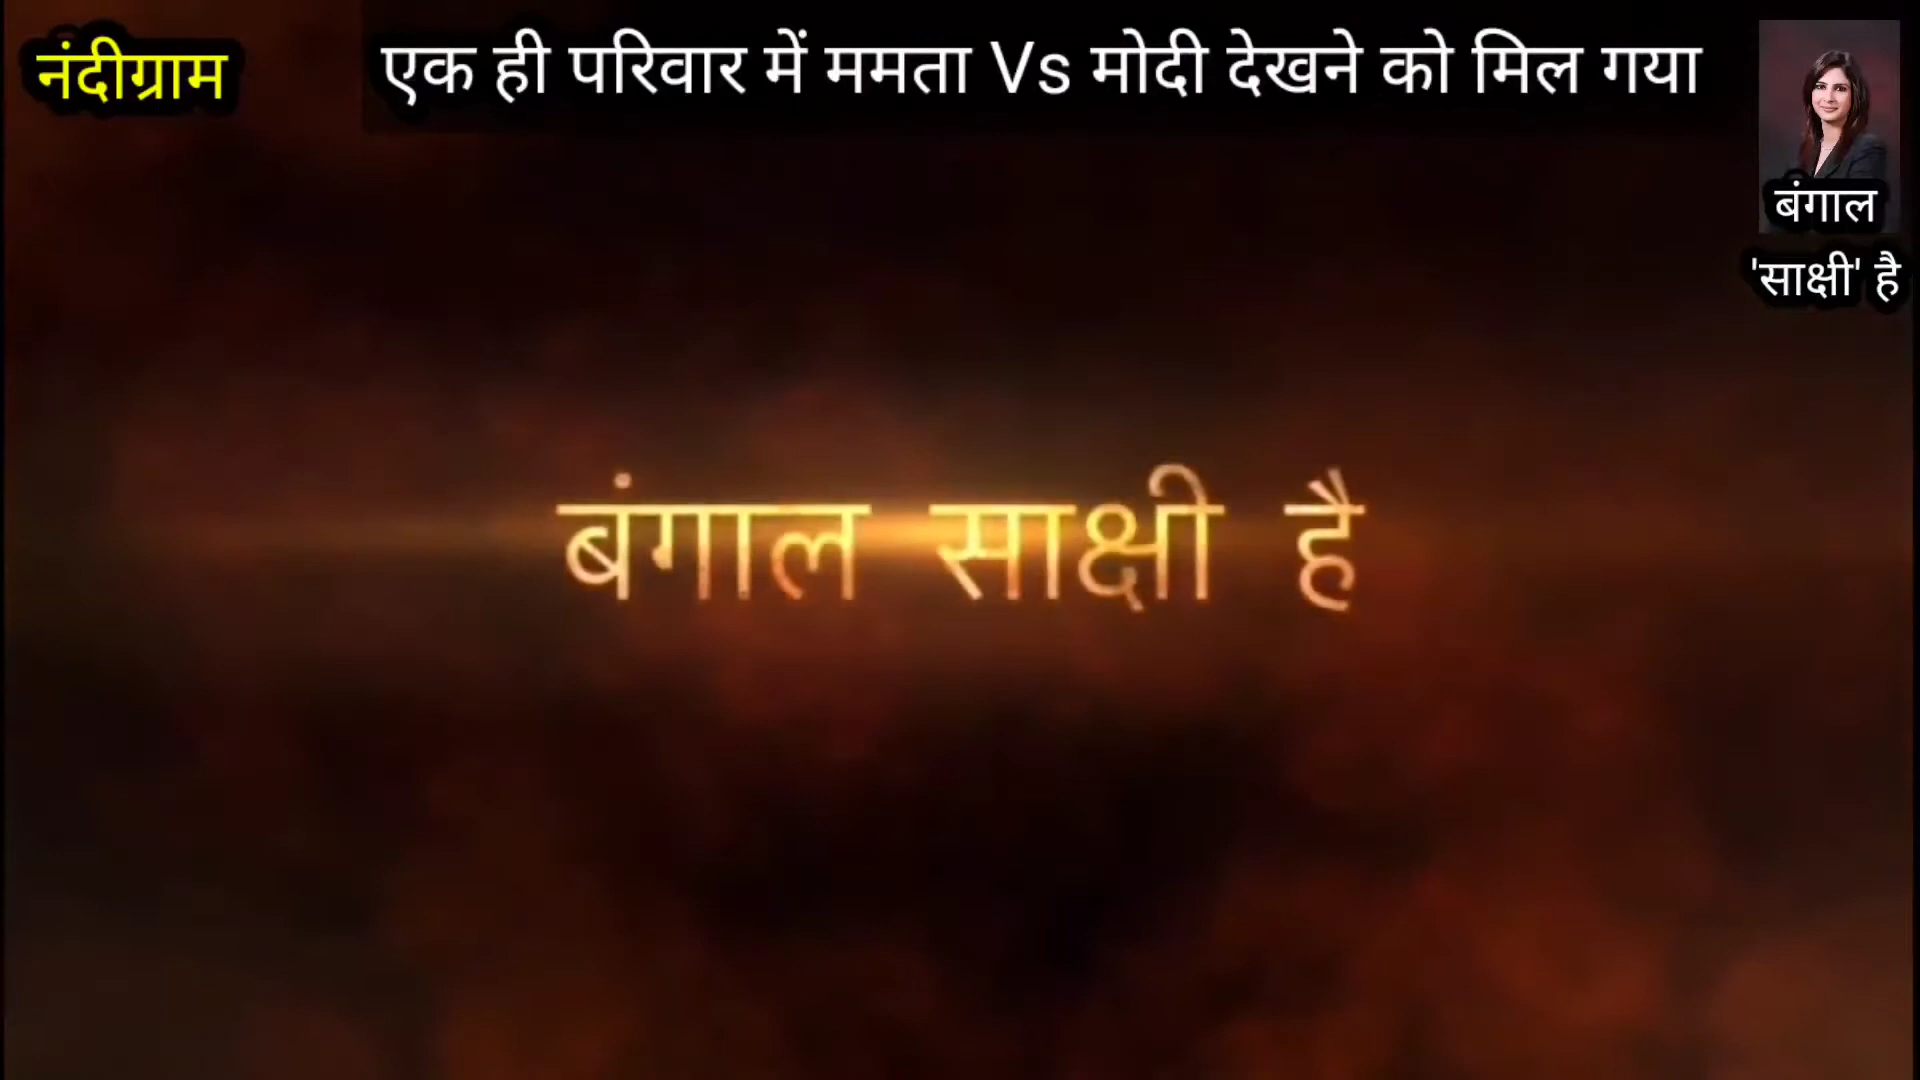 नंदीग्राम
एक ही परिवार में ममता Vs मोदी देखने को मिल गया
बंगाल
'साक्षी' है
बंगाल साक्षी है